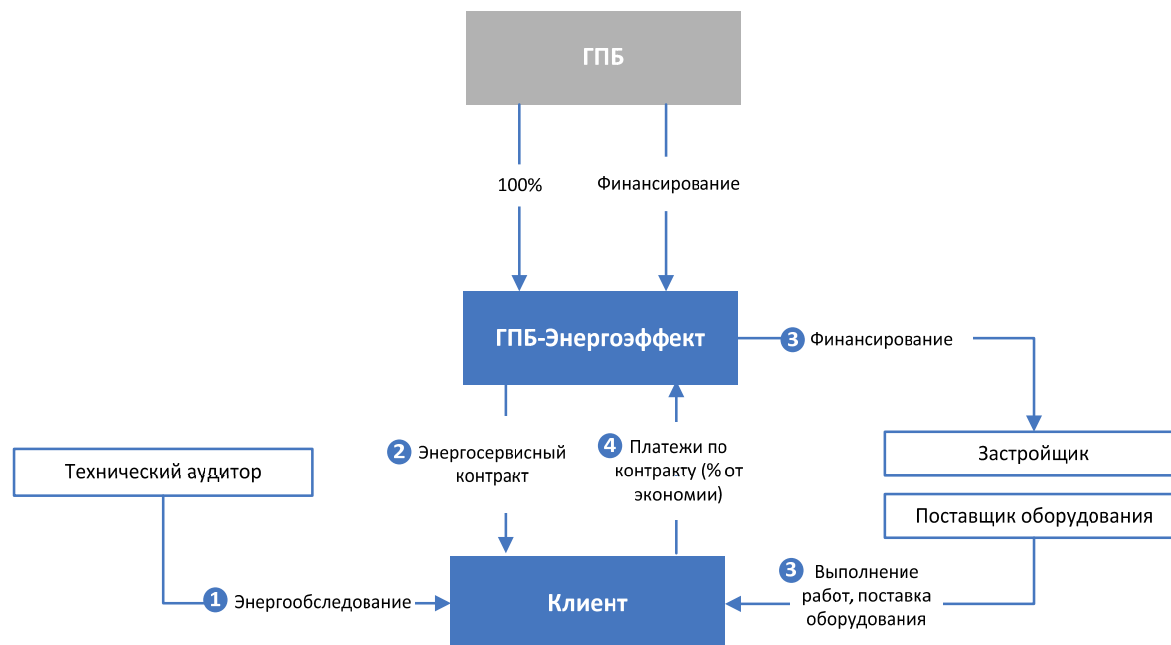 ГПБ
100%
Финансирование
ГПБ-Энергоэффект
3 Финансирование
2 Энергосервисный
контракт
4 Платежи по
контракту (% от
экономии)
Технический аудитор
Застройщик
Поставщик оборудования
1 Энергообследование
Клиент
3 Выполнение
работ, поставка
оборудования